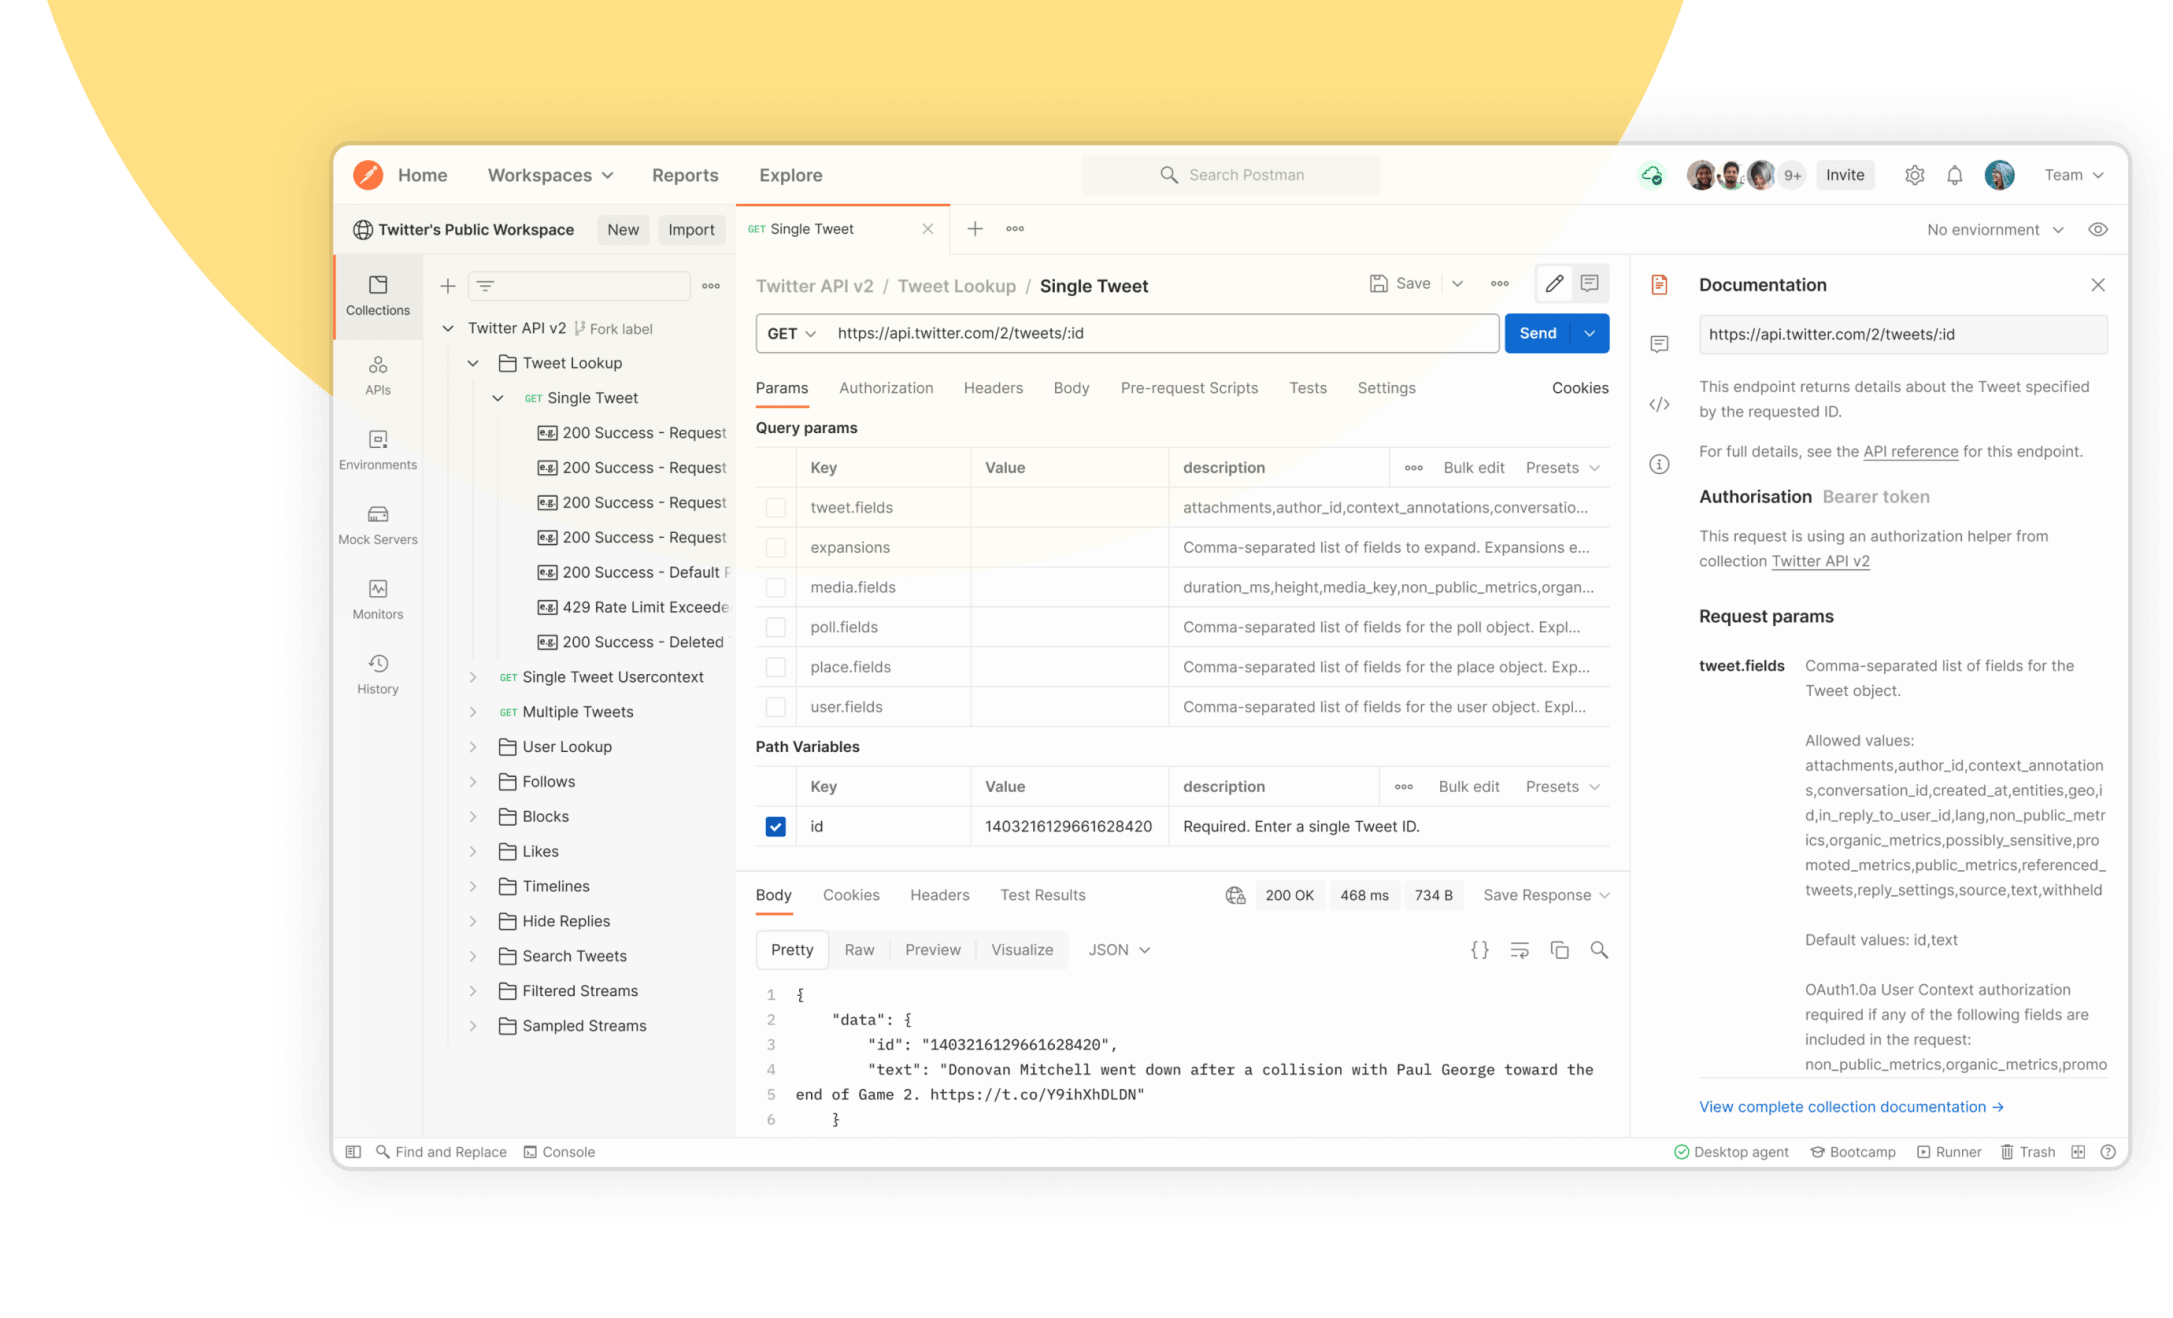 Home Workspaces Reports Explore Search Postman 9+ Invite Team
Twitter's Public Workspace New Import
GET Single Tweet
No enviornment
Collections
APIs
Environments
Mock Servers
Monitors
History
Twitter API v2 Fork label
Tweet Lookup
GET Single Tweet
e.g. 200 Success - Request
e.g. 200 Success - Request
e.g. 200 Success - Request
e.g. 200 Success - Request
e.g. 200 Success - Default
e.g. 429 Rate Limit Exceede
e.g. 200 Success - Deleted
GET Single Tweet Usercontext
GET Multiple Tweets
User Lookup
Follows
Blocks
Likes
Timelines
Hide Replies
Search Tweets
Filtered Streams
Sampled Streams
Twitter API v2 / Tweet Lookup / Single Tweet Save
GET https://api.twitter.com/2/tweets/:id Send
Params Authorization Headers Body Pre-request Scripts Tests Settings Cookies
Query params
Key Value description Bulk edit Presets
tweet.fields attachments,author_id,context_annotations,conversatio...
expansions Comma-separated list of fields to expand. Expansions e...
media.fields duration_ms,height,media_key,non_public_metrics,organ...
poll.fields Comma-separated list of fields for the poll object. Expl...
place.fields Comma-separated list of fields for the place object. Exp...
user.fields Comma-separated list of fields for the user object. Expl...
Path Variables
Key Value description Bulk edit Presets
id 1403216129661628420 Required. Enter a single Tweet ID.
Body Cookies Headers Test Results 200 OK 468 ms 734 B Save Response
Pretty Raw Preview Visualize JSON {}
1 {
2 "data": {
3 "id": "1403216129661628420",
4 "text": "Donovan Mitchell went down after a collision with Paul George toward the
5 end of Game 2. https://t.co/Y9ihXhDLDN"
6 }
Documentation
https://api.twitter.com/2/tweets/:id
This endpoint returns details about the Tweet specified
by the requested ID.
For full details, see the API reference for this endpoint.
Authorisation Bearer token
This request is using an authorization helper from
collection Twitter API v2
Request params
tweet.fields Comma-separated list of fields for the
Tweet object.
Allowed values:
attachments,author_id,context_annotation
s,conversation_id,created_at,entities,geo,i
d,in_reply_to_user_id,lang,non_public_metr
ics,organic_metrics,possibly_sensitive,pro
moted_metrics,public_metrics,referenced_
tweets,reply_settings,source,text,withheld
Default values: id,text
OAuth1.0a User Context authorization
required if any of the following fields are
included in the request:
non_public_metrics,organic_metrics,promo
View complete collection documentation →
Find and Replace Console Desktop agent Bootcamp Runner Trash